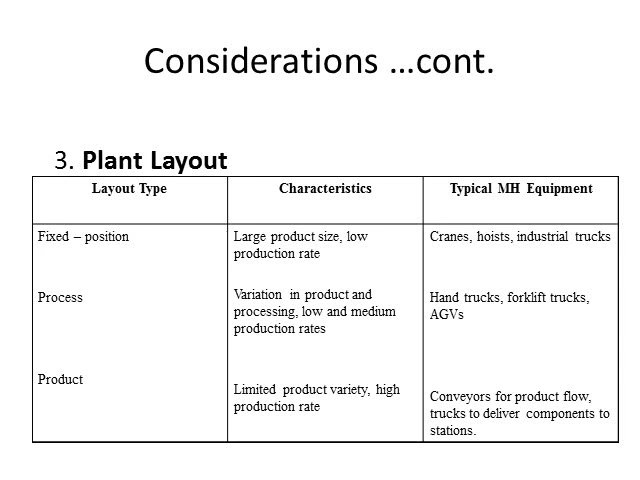 Considerations …cont.
3. Plant Layout
Layout Type
Characteristics
Typical MH Equipment
Fixed – position
Large product size, low
production rate
Cranes, hoists, industrial trucks
Process
Variation in product and
processing, low and medium
production rates
Hand trucks, forklift trucks,
AGVs
Product
Limited product variety, high
production rate
Conveyors for product flow,
trucks to deliver components to
stations.